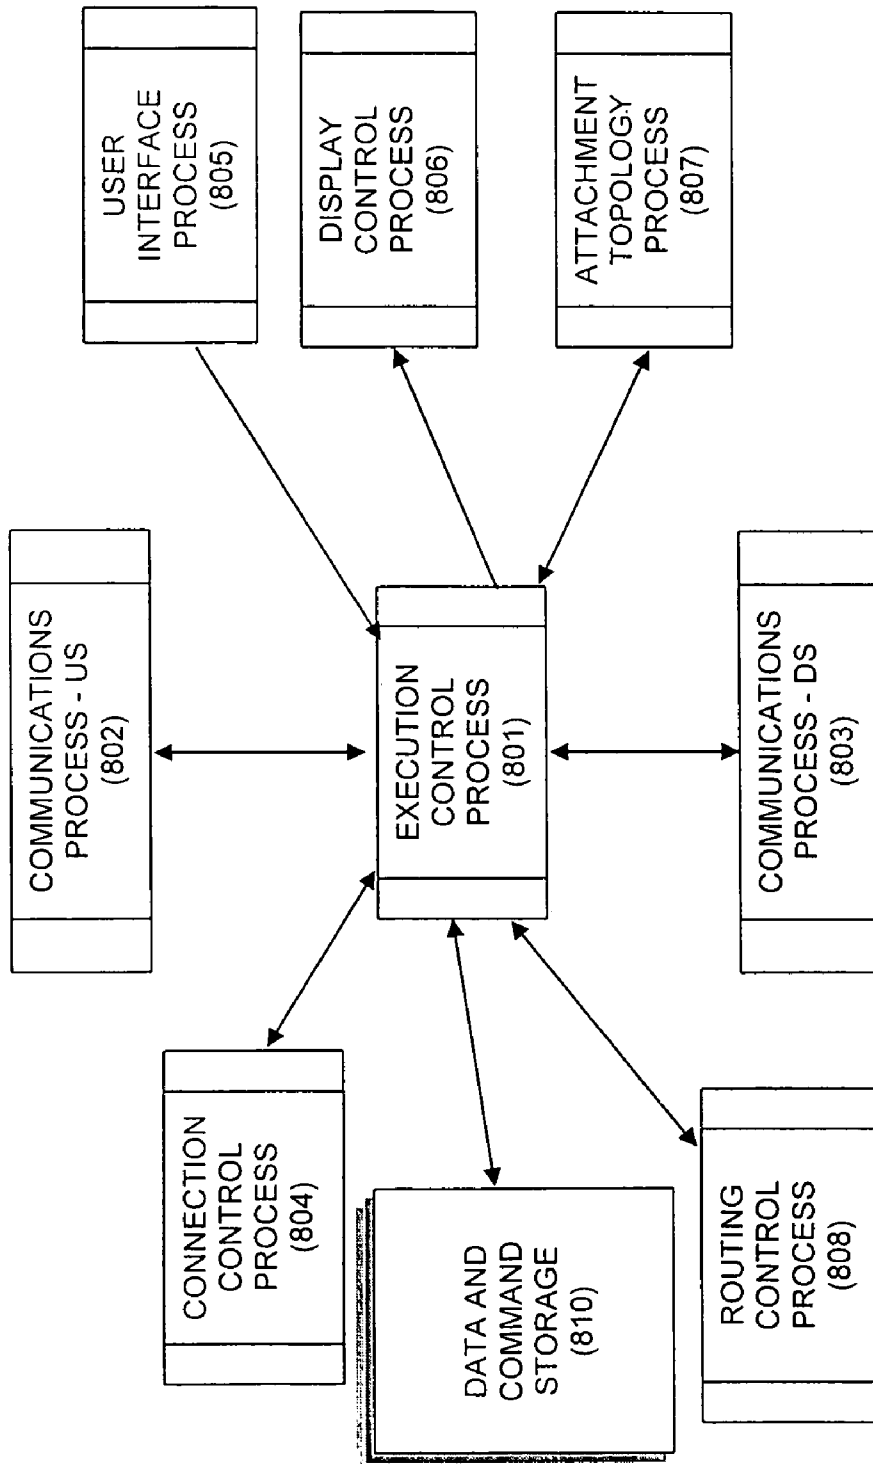 COMMUNICATIONS
PROCESS - US
(802)
CONNECTION
CONTROL
PROCESS
(804)
USER
INTERFACE
PROCESS
(805)
DISPLAY
CONTROL
PROCESS
(806)
EXECUTION
CONTROL
PROCESS
(801)
DATA AND
COMMAND
STORAGE
(810)
ATTACHMENT
TOPOLOGY
PROCESS
(807)
ROUTING
CONTROL
PROCESS
(808)
COMMUNICATIONS
PROCESS - DS
(803)